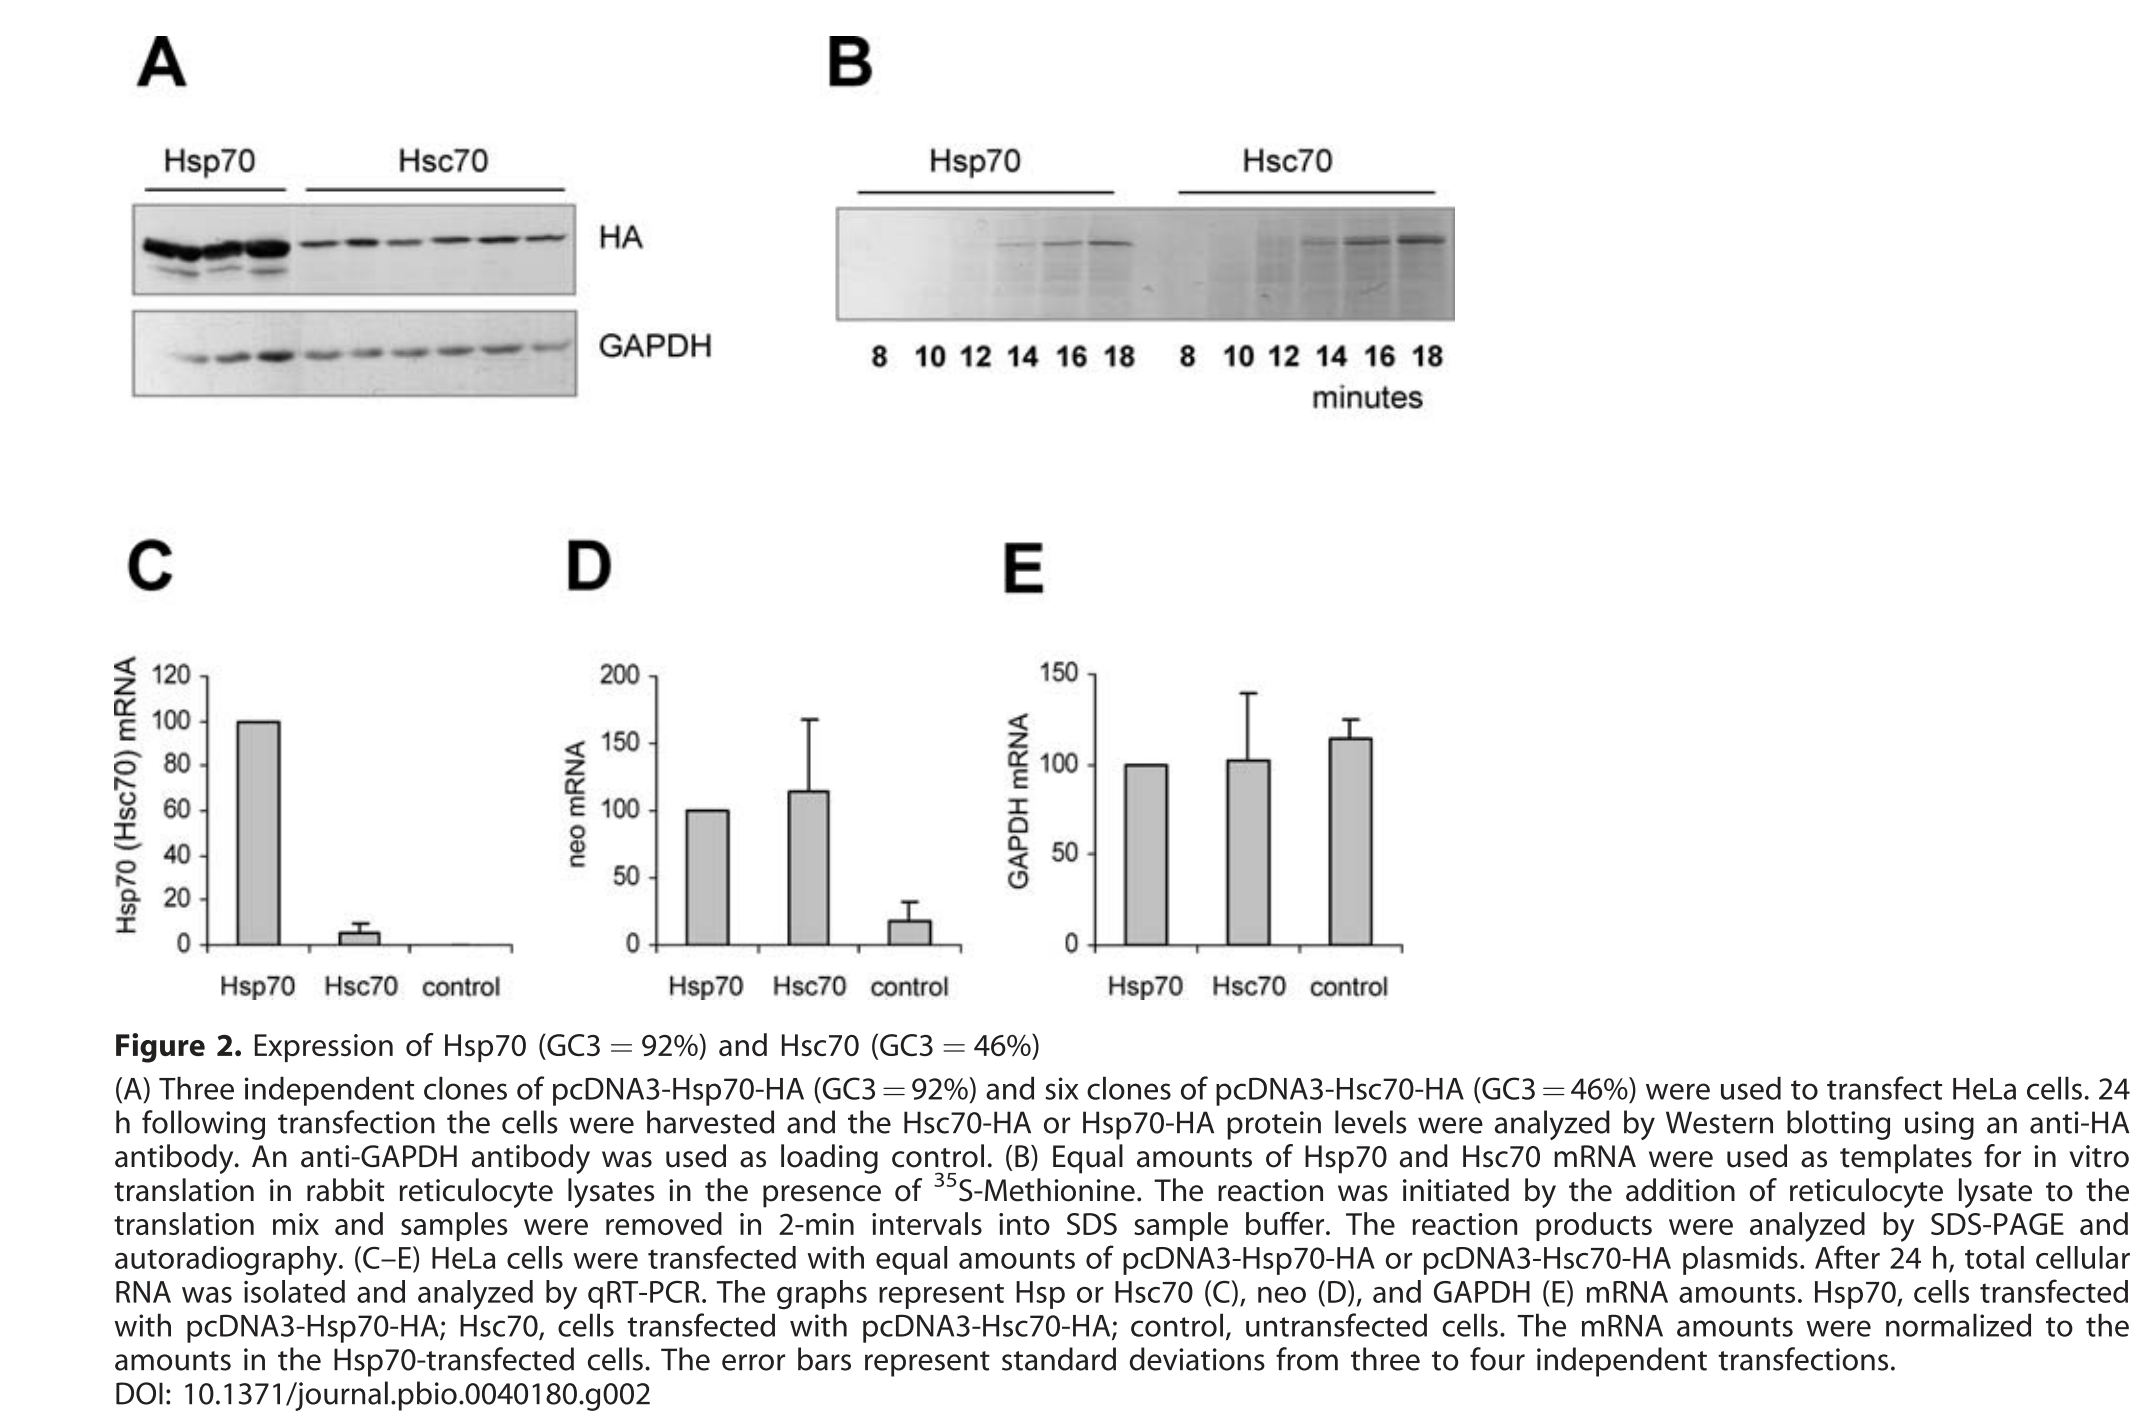 A
B
Hsp70
Hsc70
HA
GAPDH
Hsp70
Hsc70
8 10 12 14 16 18 8 10 12 14 16 18
minutes
C
D
E
Hsp70 (Hsc70) mRNA
120
100
80
60
40
20
0
Hsp70 Hsc70 control
neo mRNA
200
150
100
50
0
Hsp70 Hsc70 control
GAPDH mRNA
150
100
50
0
Hsp70 Hsc70 control
Figure 2. Expression of Hsp70 (GC3 = 92%) and Hsc70 (GC3 = 46%)
(A) Three independent clones of pcDNA3-Hsp70-HA (GC3 = 92%) and six clones of pcDNA3-Hsc70-HA (GC3 = 46%) were used to transfect HeLa cells. 24
h following transfection the cells were harvested and the Hsc70-HA or Hsp70-HA protein levels were analyzed by Western blotting using an anti-HA
antibody. An anti-GAPDH antibody was used as loading control. (B) Equal amounts of Hsp70 and Hsc70 mRNA were used as templates for in vitro
translation in rabbit reticulocyte lysates in the presence of ³⁵S-Methionine. The reaction was initiated by the addition of reticulocyte lysate to the
translation mix and samples were removed in 2-min intervals into SDS sample buffer. The reaction products were analyzed by SDS-PAGE and
autoradiography. (C–E) HeLa cells were transfected with equal amounts of pcDNA3-Hsp70-HA or pcDNA3-Hsc70-HA plasmids. After 24 h, total cellular
RNA was isolated and analyzed by qRT-PCR. The graphs represent Hsp or Hsc70 (C), neo (D), and GAPDH (E) mRNA amounts. Hsp70, cells transfected
with pcDNA3-Hsp70-HA; Hsc70, cells transfected with pcDNA3-Hsc70-HA; control, untransfected cells. The mRNA amounts were normalized to the
amounts in the Hsp70-transfected cells. The error bars represent standard deviations from three to four independent transfections.
DOI: 10.1371/journal.pbio.0040180.g002